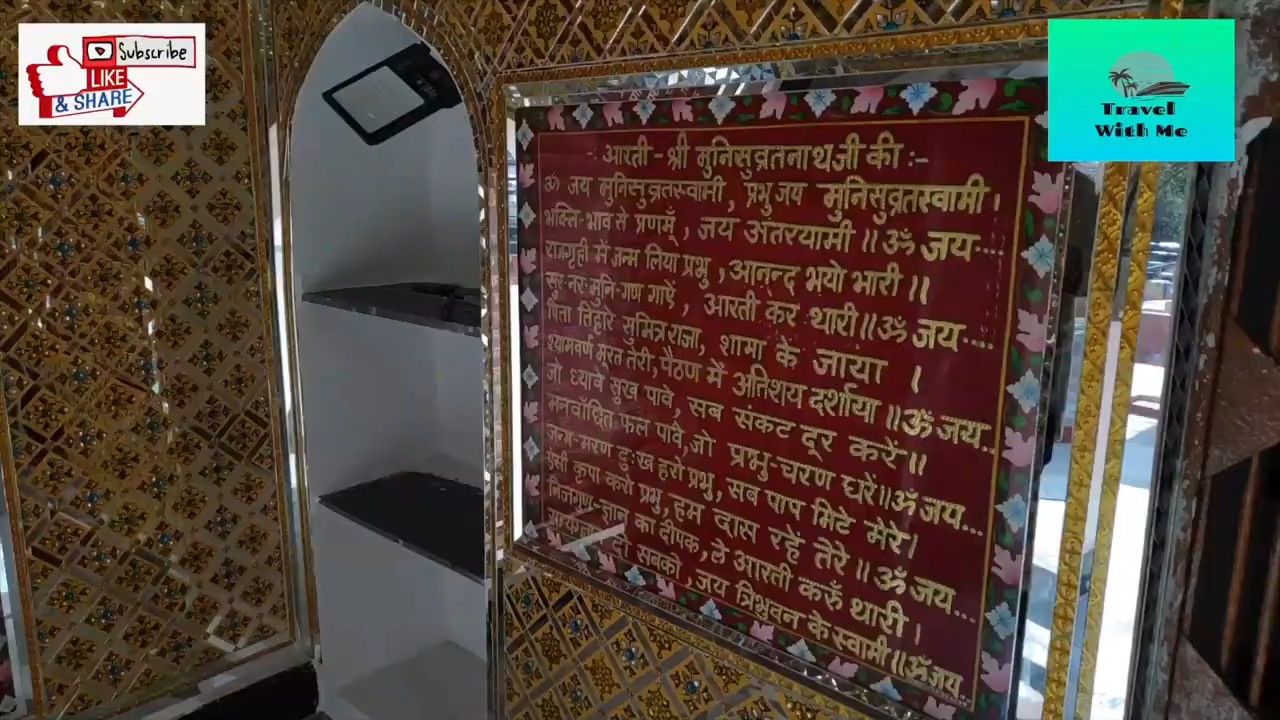 Subscribe
LIKE
& SHARE
Travel
With Me
-: आरती - श्री मुनिसुव्रतनाथजी की :-
ॐ जय मुनिसुव्रतस्वामी, प्रभु जय मुनिसुव्रतस्वामी।
भक्ति-भाव से प्रणमूँ, जय अंतरयामी॥ ॐ जय....
राजगृही में जन्म लिया प्रभु, आनन्द भयो भारी।।
सुर-नर-मुनि-गण गाऐं, आरती कर थारी॥ॐ जय....
पिता तिहारे सुमित्रराजा, शामा के जाया।
श्यामवर्ण मूरत तेरी, पैठण में अतिशय दर्शाया॥ॐ जय..
जो ध्यावे सुख पावे, सब संकट दूर करें॥
मनवाँछित फल पावे, जो प्रभु-चरण धरें॥ॐ जय...
जन्म-मरण दुःख हरो प्रभु, सब पाप मिटे मेरे।
ऐसी कृपा करो प्रभु, हम दास रहें तेरे॥ ॐ जय...
निजगुण-ज्ञान का दीपक, ले आरती करुँ थारी।
दो सबको, जय त्रिभुवन के स्वामी॥ॐ जय..